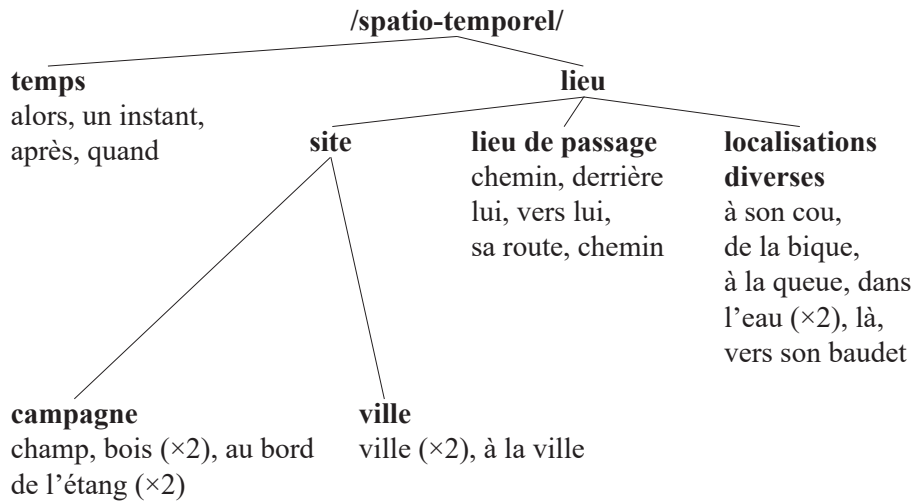 /spatio-temporel/
temps
alors, un instant,
après, quand
lieu
site
lieu de passage
chemin, derrière
lui, vers lui,
sa route, chemin
localisations
diverses
à son cou,
de la bique,
à la queue, dans
l’eau (×2), là,
vers son baudet
campagne
champ, bois (×2), au bord
de l’étang (×2)
ville
ville (×2), à la ville